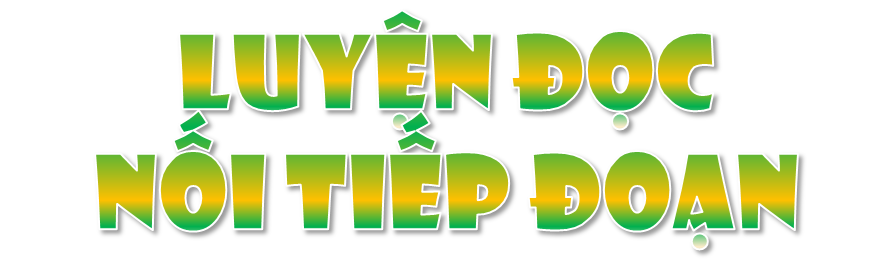 LUYỆN ĐỌC
NỐI TIẾP ĐOẠN